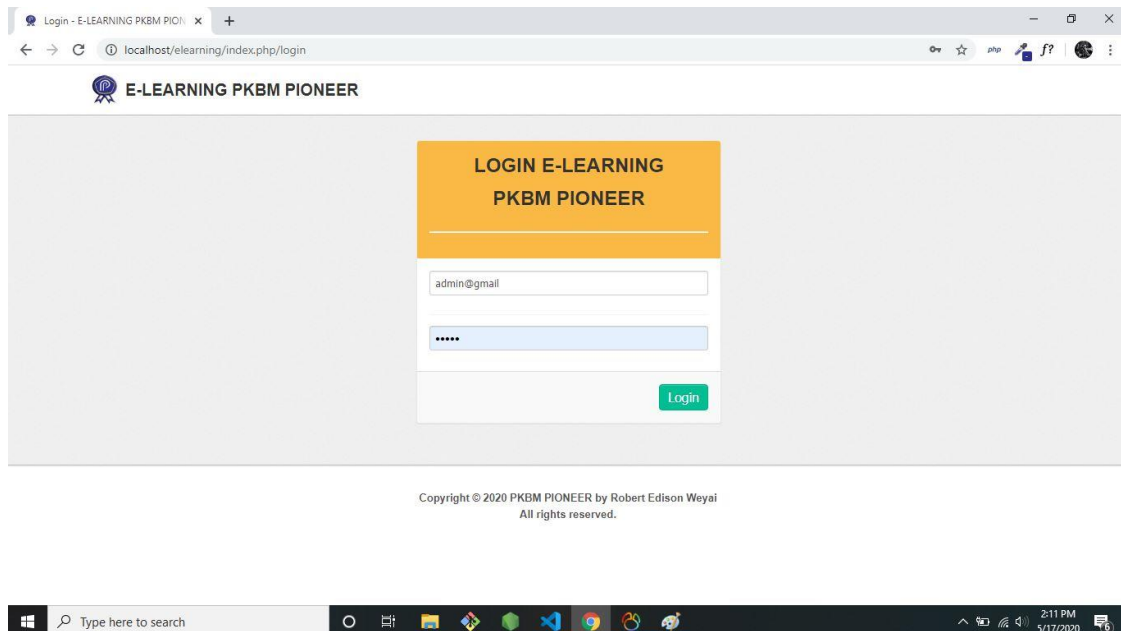 Login - E-LEARNING PKBM PION
localhost/elearning/index.php/login
php
f?
E-LEARNING PKBM PIONEER
LOGIN E-LEARNING
PKBM PIONEER
admin@gmail
•••••
Login
Copyright © 2020 PKBM PIONEER by Robert Edison Weyai
All rights reserved.
Type here to search
2:11 PM
5/17/2020
6